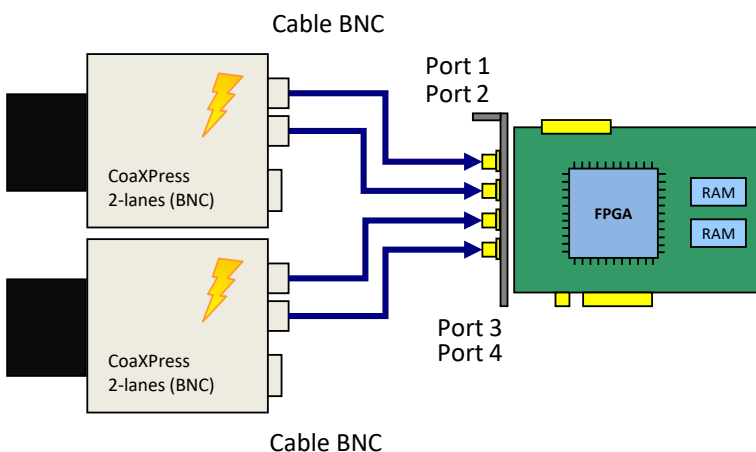 Cable BNC
Port 1
Port 2
CoaXPress
2-lanes (BNC)
FPGA
RAM
RAM
Port 3
Port 4
CoaXPress
2-lanes (BNC)
Cable BNC